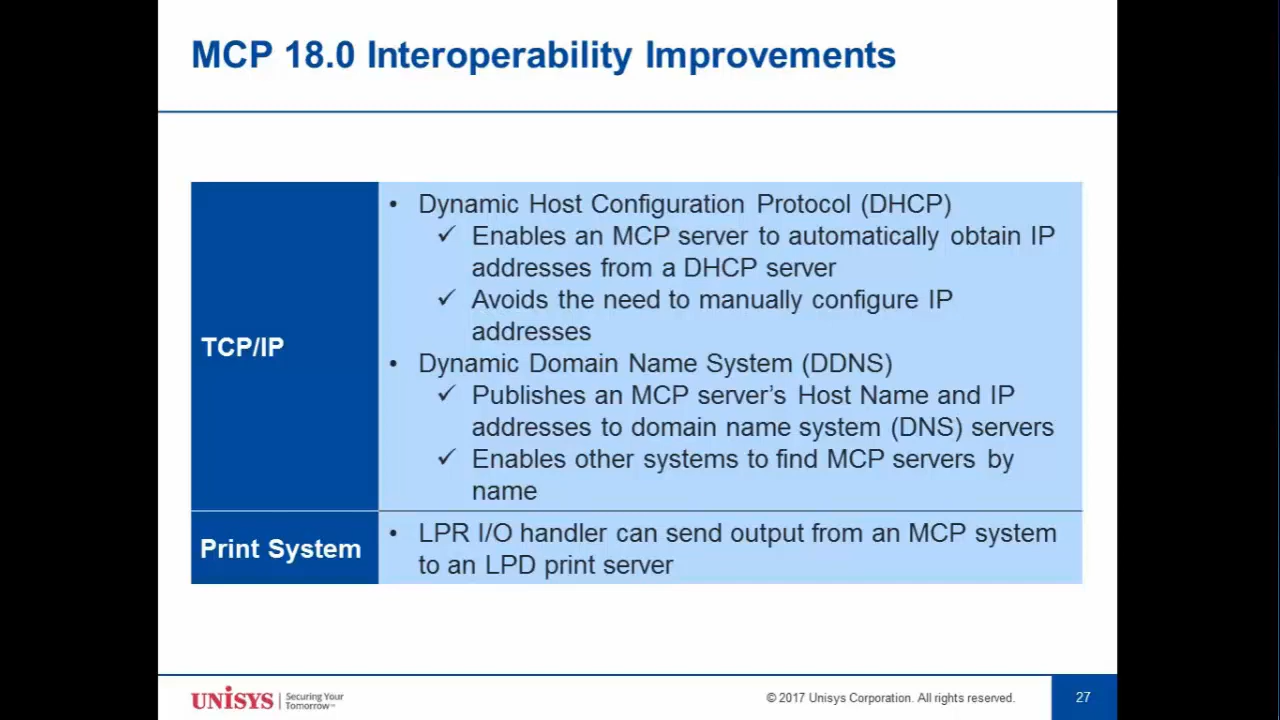 MCP 18.0 Interoperability Improvements
TCP/IP
• Dynamic Host Configuration Protocol (DHCP)
✓ Enables an MCP server to automatically obtain IP
addresses from a DHCP server
✓ Avoids the need to manually configure IP
addresses
• Dynamic Domain Name System (DDNS)
✓ Publishes an MCP server’s Host Name and IP
addresses to domain name system (DNS) servers
✓ Enables other systems to find MCP servers by
name
Print System
• LPR I/O handler can send output from an MCP system
to an LPD print server
UNISYS
Securing Your
Tomorrow™
© 2017 Unisys Corporation. All rights reserved.
27